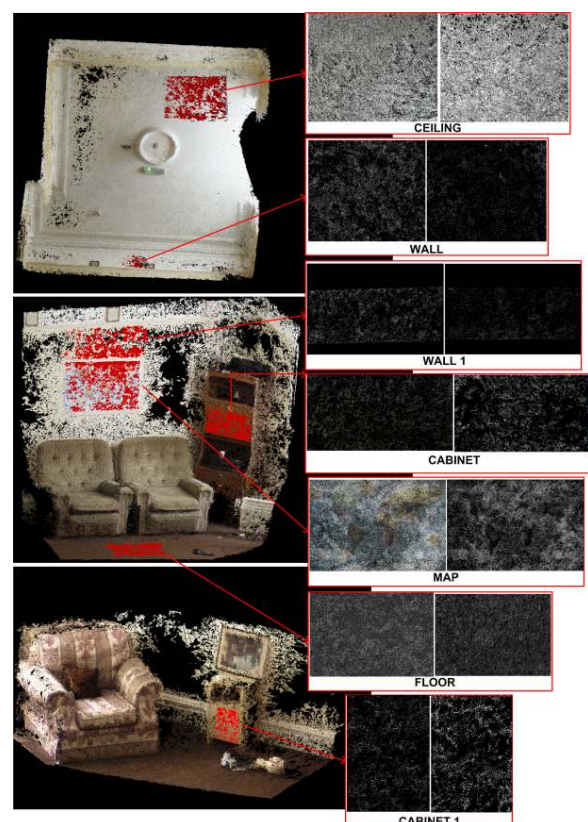 CEILING
WALL
WALL 1
CABINET
MAP
FLOOR
CABINET 1